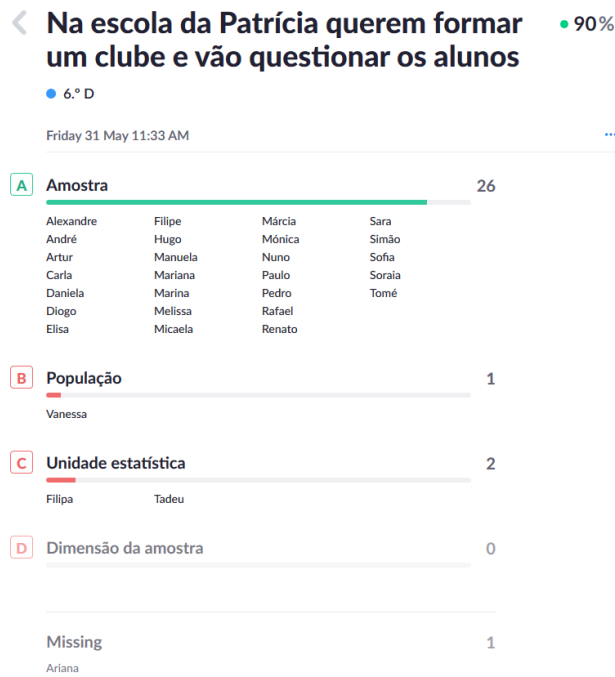 Na escola da Patrícia querem formar
um clube e vão questionar os alunos
90%
6.º D
Friday 31 May 11:33 AM
A Amostra 26
Alexandre Filipe Márcia Sara
André Hugo Mónica Simão
Artur Manuela Nuno Sofia
Carla Mariana Paulo Soraia
Daniela Marina Pedro Tomé
Diogo Melissa Rafael
Elisa Micaela Renato
B População 1
Vanessa
C Unidade estatística 2
Filipa Tadeu
D Dimensão da amostra 0
Missing 1
Ariana